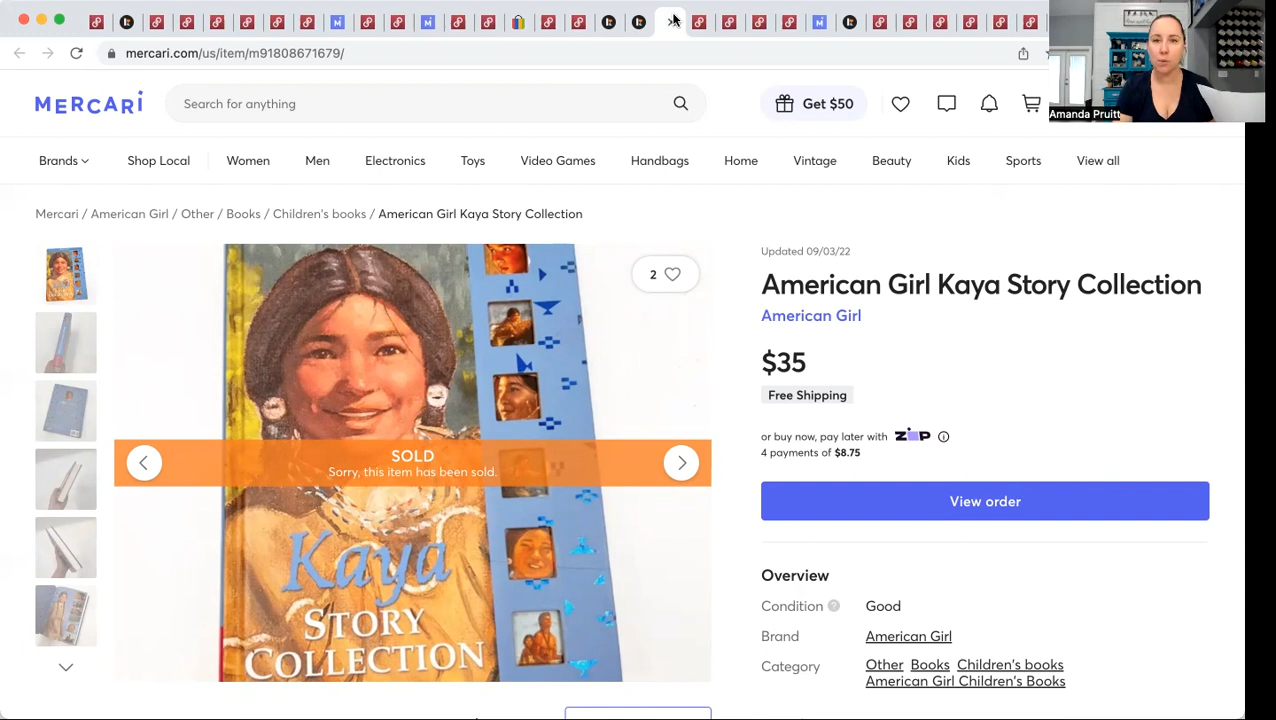 mercari.com/us/item/m91808671679/
MERCARI
Search for anything
Get $50
Amanda Pruitt
Brands
Shop Local
Women
Men
Electronics
Toys
Video Games
Handbags
Home
Vintage
Beauty
Kids
Sports
View all
Mercari / American Girl / Other / Books / Children's books / American Girl Kaya Story Collection
2
SOLD
Sorry, this item has been sold.
Kaya
STORY
COLLECTION
Updated 09/03/22
American Girl Kaya Story Collection
American Girl
$35
Free Shipping
or buy now, pay later with ZIP
4 payments of $8.75
View order
Overview
Condition ? Good
Brand American Girl
Category Other Books Children's books
American Girl Children's Books